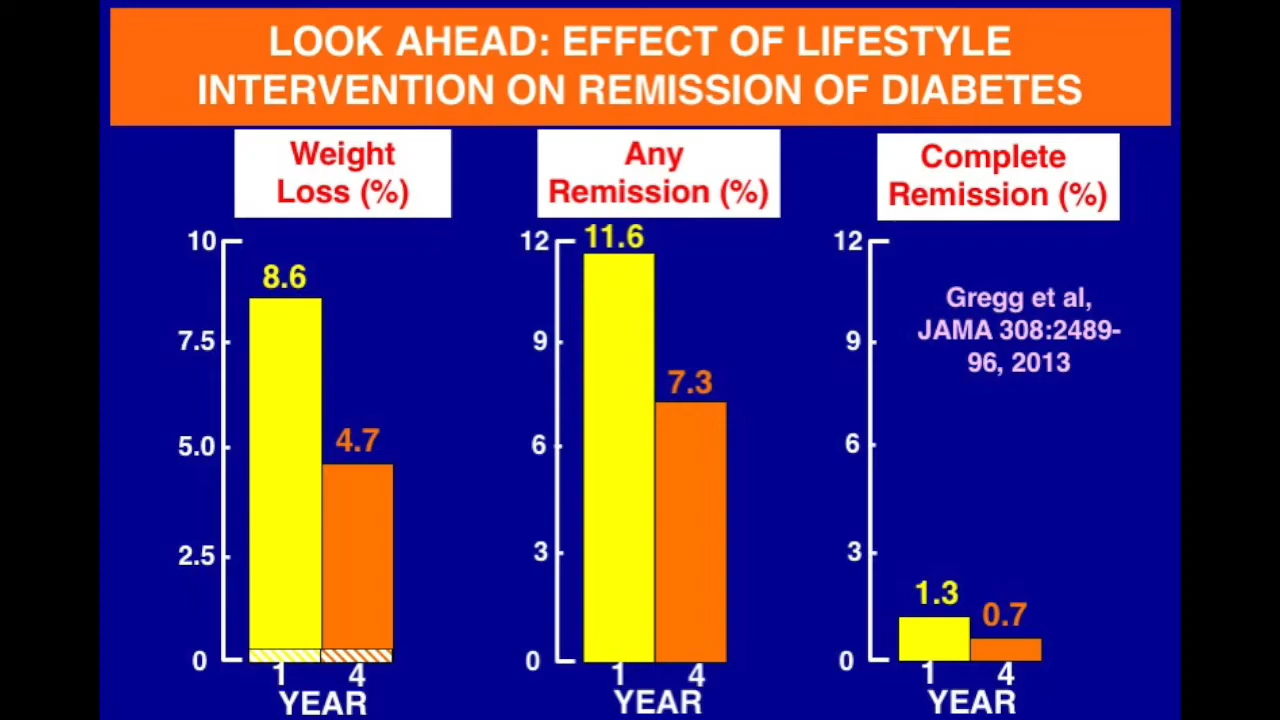 LOOK AHEAD: EFFECT OF LIFESTYLE
INTERVENTION ON REMISSION OF DIABETES
Weight
Loss (%)
10
7.5
5.0
2.5
0
8.6
4.7
1 4
YEAR
Any
Remission (%)
12
9
6
3
0
11.6
7.3
1 4
YEAR
Complete
Remission (%)
12
9
6
3
0
Gregg et al,
JAMA 308:2489-
96, 2013
1.3
0.7
1 4
YEAR